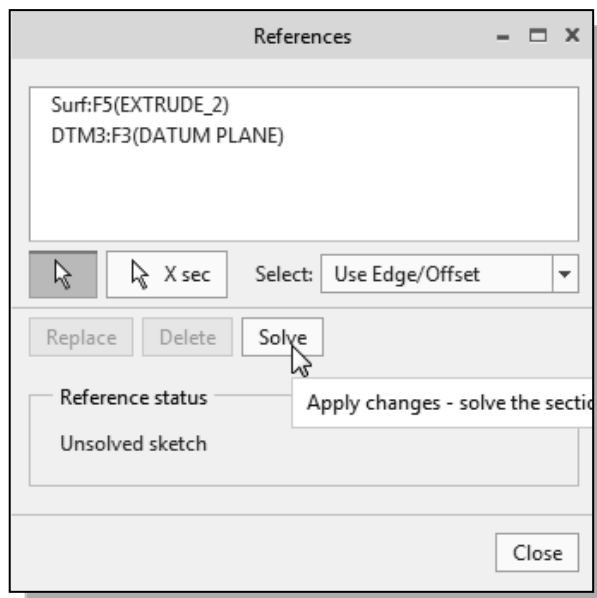 References
Surf:F5(EXTRUDE_2)
DTM3:F3(DATUM PLANE)
X sec Select: Use Edge/Offset
Replace Delete Solve
Reference status
Apply changes - solve the sectio
Unsolved sketch
Close